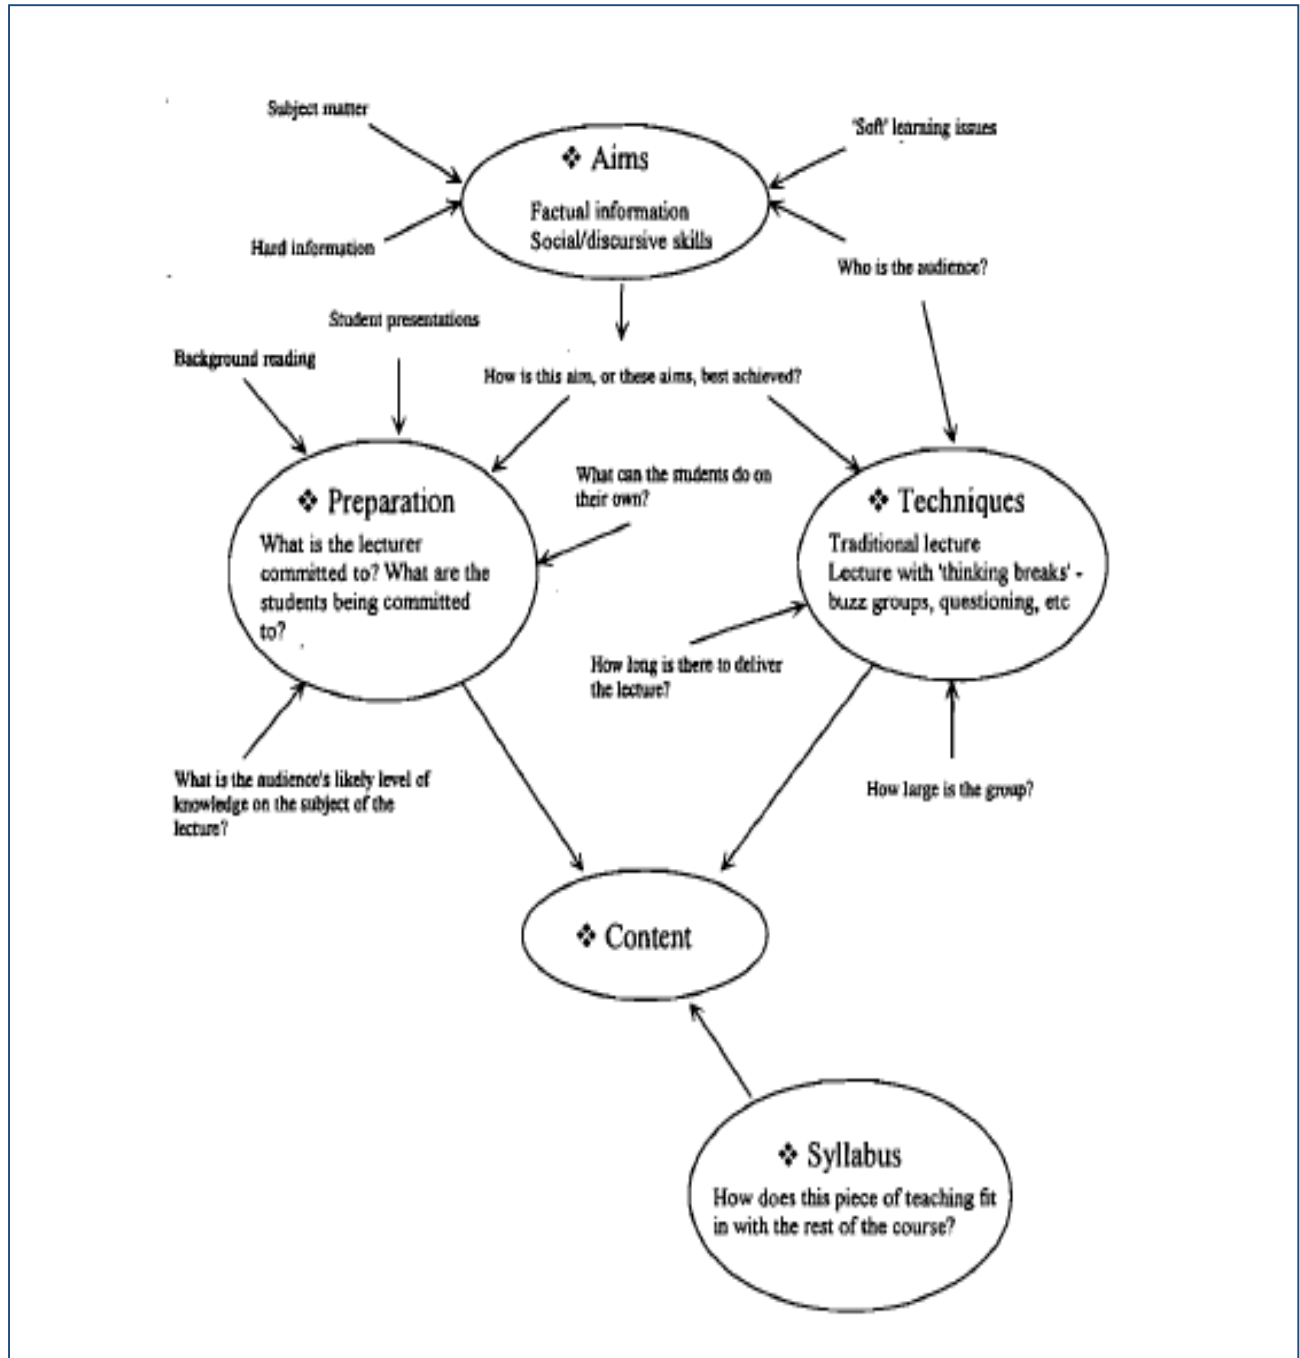 Subject matter
'Soft' learning issues
❖ Aims
Factual information
Social/discursive skills
Hard information
Who is the audience?
Student presentations
Background reading
How is this aim, or these aims, best achieved?
What can the students do on
their own?
❖ Preparation
What is the lecturer
committed to? What are the
students being committed
to?
❖ Techniques
Traditional lecture
Lecture with 'thinking breaks' -
buzz groups, questioning, etc
How long is there to deliver
the lecture?
What is the audience's likely level of
knowledge on the subject of the
lecture?
How large is the group?
❖ Content
❖ Syllabus
How does this piece of teaching fit
in with the rest of the course?